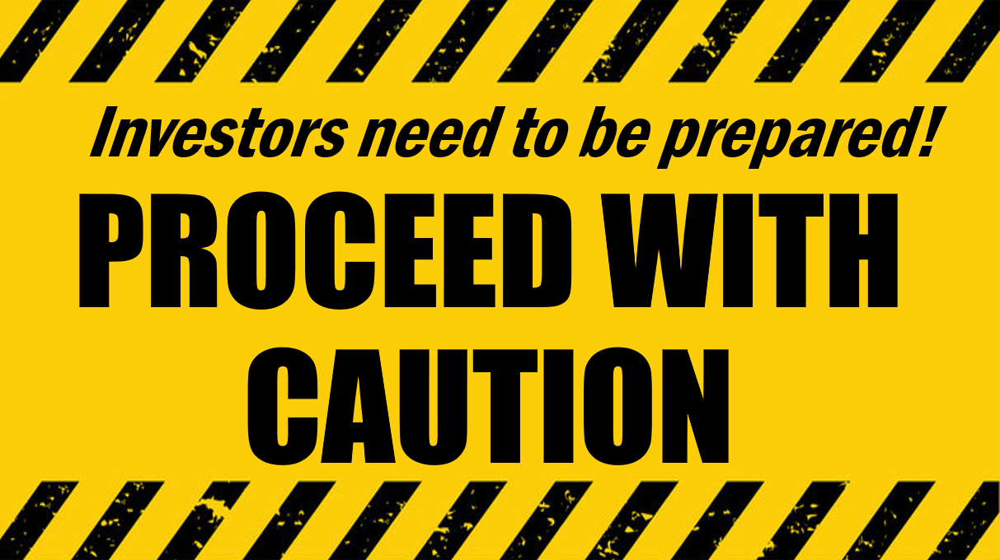 Investors need to be prepared!
PROCEED WITH
CAUTION